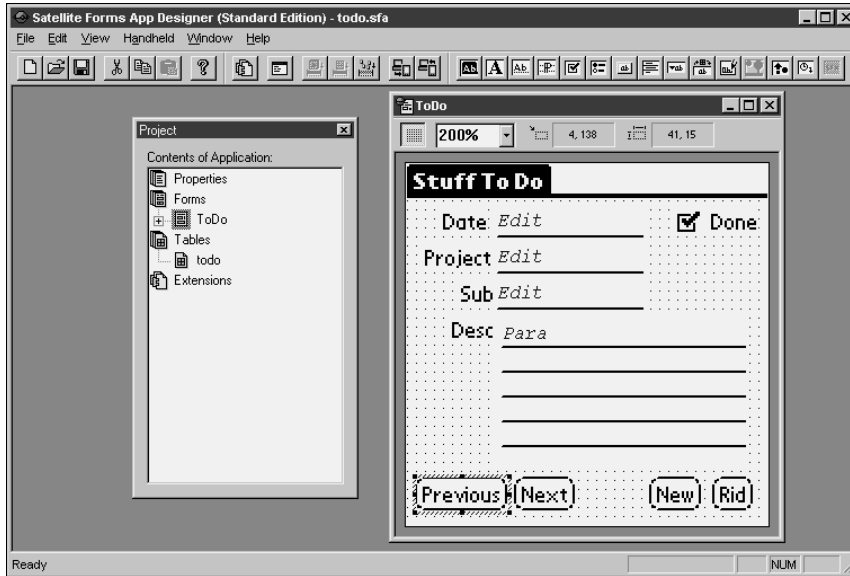 Satellite Forms App Designer (Standard Edition) - todo.sfa
File Edit View Handheld Window Help
Project
Contents of Application:
Properties
Forms
ToDo
Tables
todo
Extensions
ToDo
200%
4, 138
41, 15
Stuff To Do
Date Edit
Done
Project Edit
Sub Edit
Desc Para
Previous Next New Rid
Ready
NUM